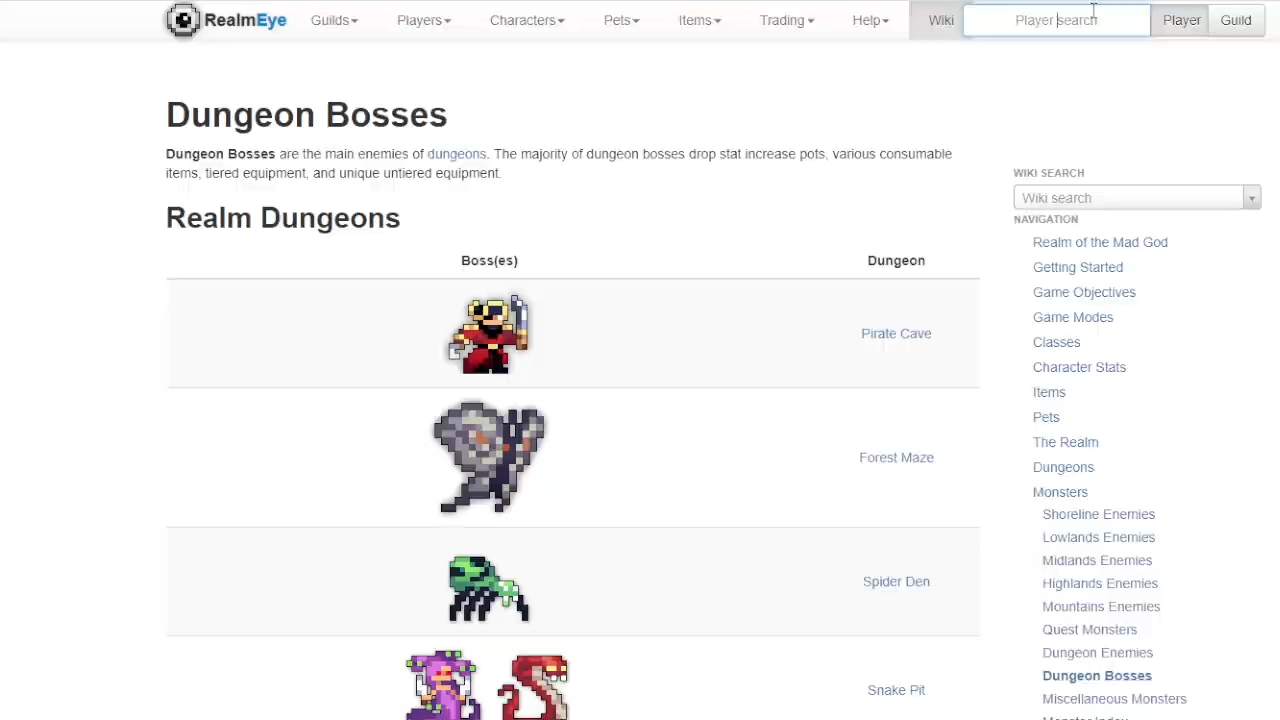 RealmEye Guilds Players Characters Pets Items Trading Help Wiki Player search Player Guild
Dungeon Bosses
Dungeon Bosses are the main enemies of dungeons. The majority of dungeon bosses drop stat increase pots, various consumable
items, tiered equipment, and unique untiered equipment.
Realm Dungeons
Boss(es) Dungeon
Pirate Cave
Forest Maze
Spider Den
Snake Pit
WIKI SEARCH
Wiki search
NAVIGATION
Realm of the Mad God
Getting Started
Game Objectives
Game Modes
Classes
Character Stats
Items
Pets
The Realm
Dungeons
Monsters
Shoreline Enemies
Lowlands Enemies
Midlands Enemies
Highlands Enemies
Mountains Enemies
Quest Monsters
Dungeon Enemies
Dungeon Bosses
Miscellaneous Monsters